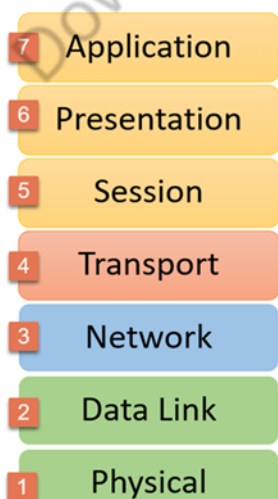 7 Application
6 Presentation
5 Session
4 Transport
3 Network
2 Data Link
1 Physical